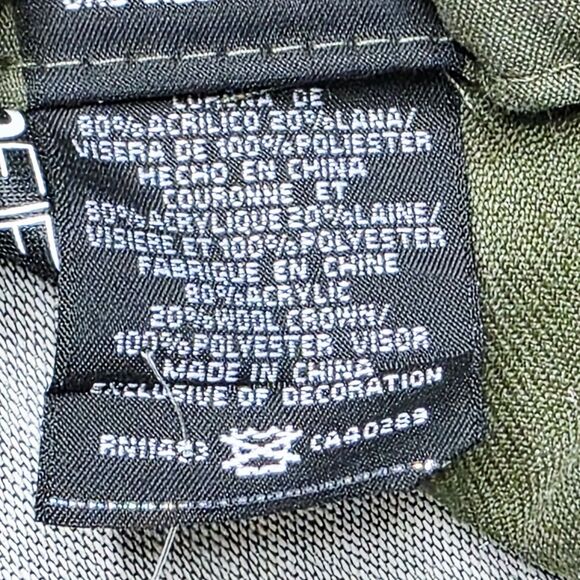 COPERA DE
80% ACRILICO 20% LANA/
VISERA DE 100% POLIESTER
HECHO EN CHINA
COURONNE ET
80% ACRYLIQUE 20% LAINE/
VISIERE ET 100% POLYESTER
FABRIQUE EN CHINE
80% ACRYLIC
20% WOOL CROWN/
100% POLYESTER VISOR
MADE IN CHINA
EXCLUSIVE OF DECORATION
CA40289